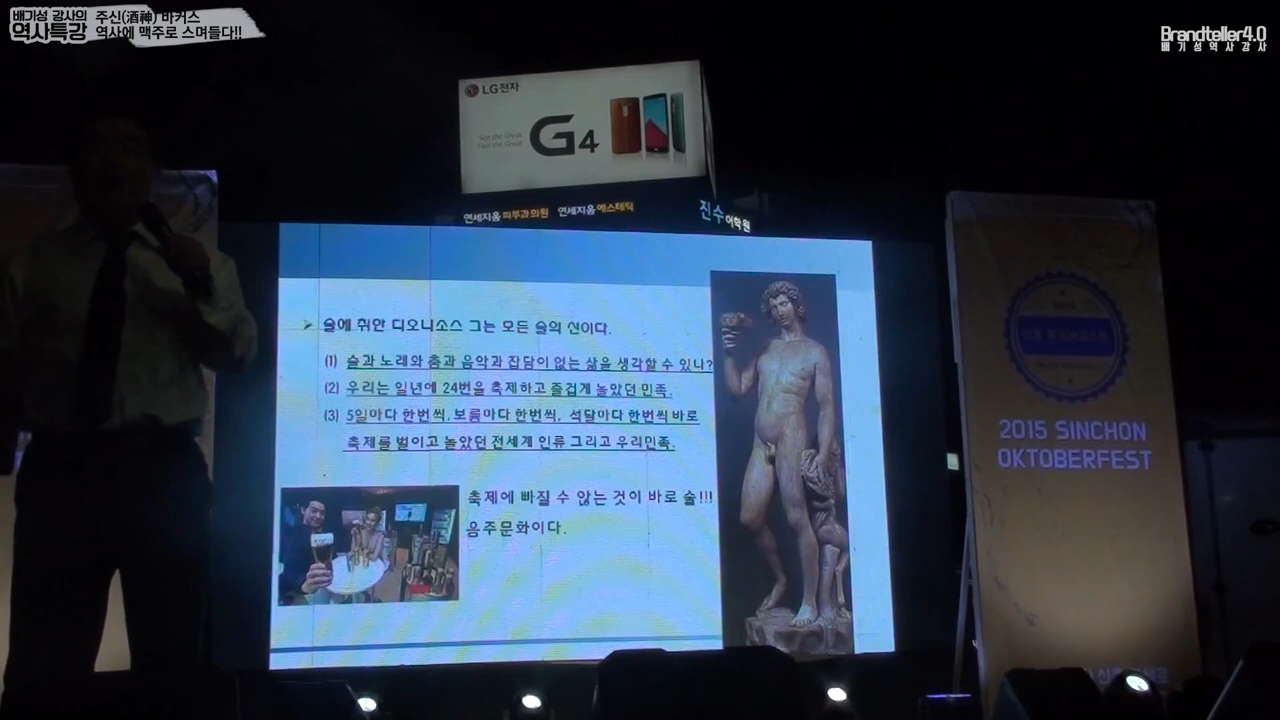 배기성 강사의
역사특강
주신(酒神) 바커스
역사에 맥주로 스며들다!!
Brandteller4.0
배기성역사강사
LG전자
See the Great
Feel the Great
G4
연세지움피부과의원 연세지움에스테틱
진수어학원
➢ 술에 취한 디오니소스 그는 모든 술의 신이다.
(1) 술과 노래와 춤과 음악과 잡담이 없는 삶을 생각할 수 있니?
(2) 우리는 일년에 24번을 축제하고 즐겁게 놀았던 민족.
(3) 5일마다 한번씩, 보름마다 한번씩, 석달마다 한번씩 바로
축제를 벌이고 놀았던 전세계 인류 그리고 우리민족.
축제에 빠질 수 않는 것이 바로 술!!!
음주문화이다.
2015 SINCHON
OKTOBERFEST